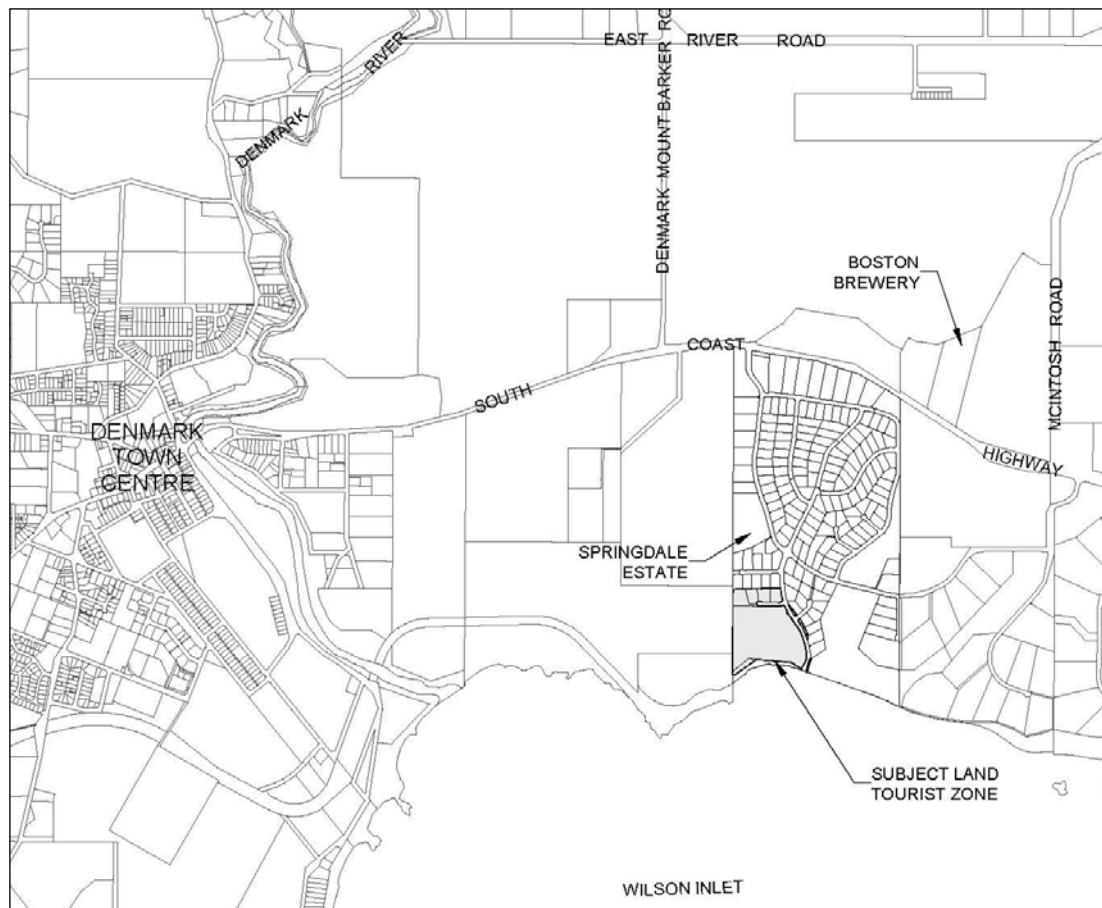 EAST RIVER ROAD
DENMARK RIVER
DENMARK MOUNT BARKER RO
BOSTON
BREWERY
MCINTOSH ROAD
SOUTH COAST HIGHWAY
DENMARK
TOWN
CENTRE
SPRINGDALE
ESTATE
SUBJECT LAND
TOURIST ZONE
WILSON INLET